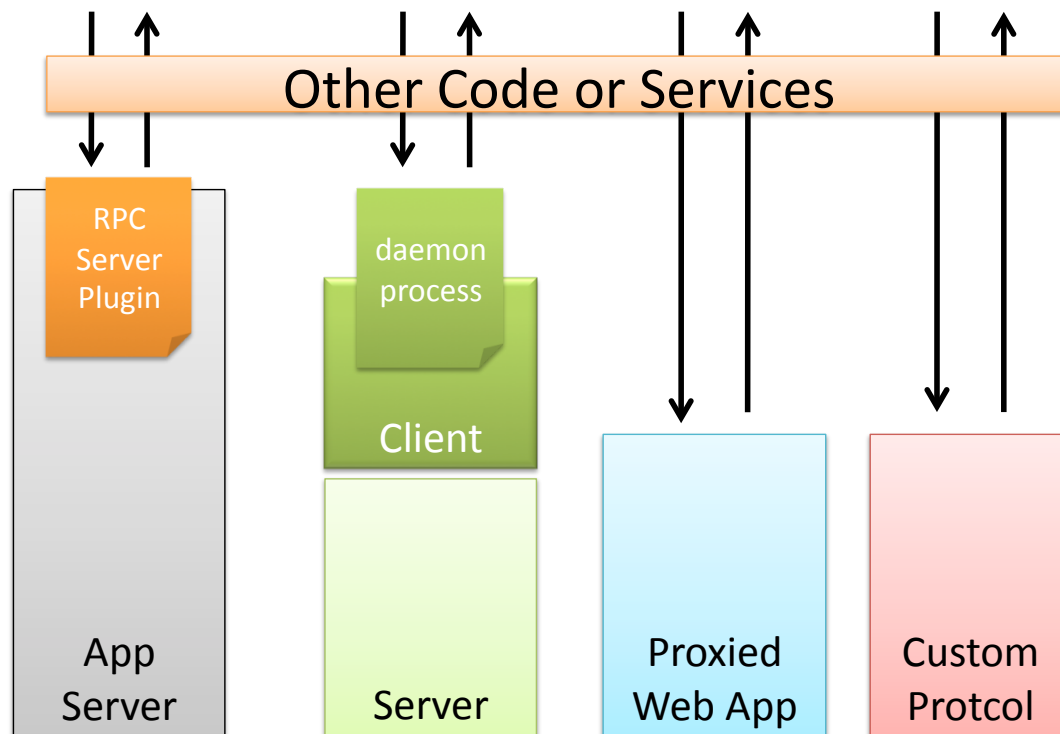 Other Code or Services
RPC
Server
Plugin
daemon
process
Client
App
Server
Server
Proxied
Web App
Custom
Protcol